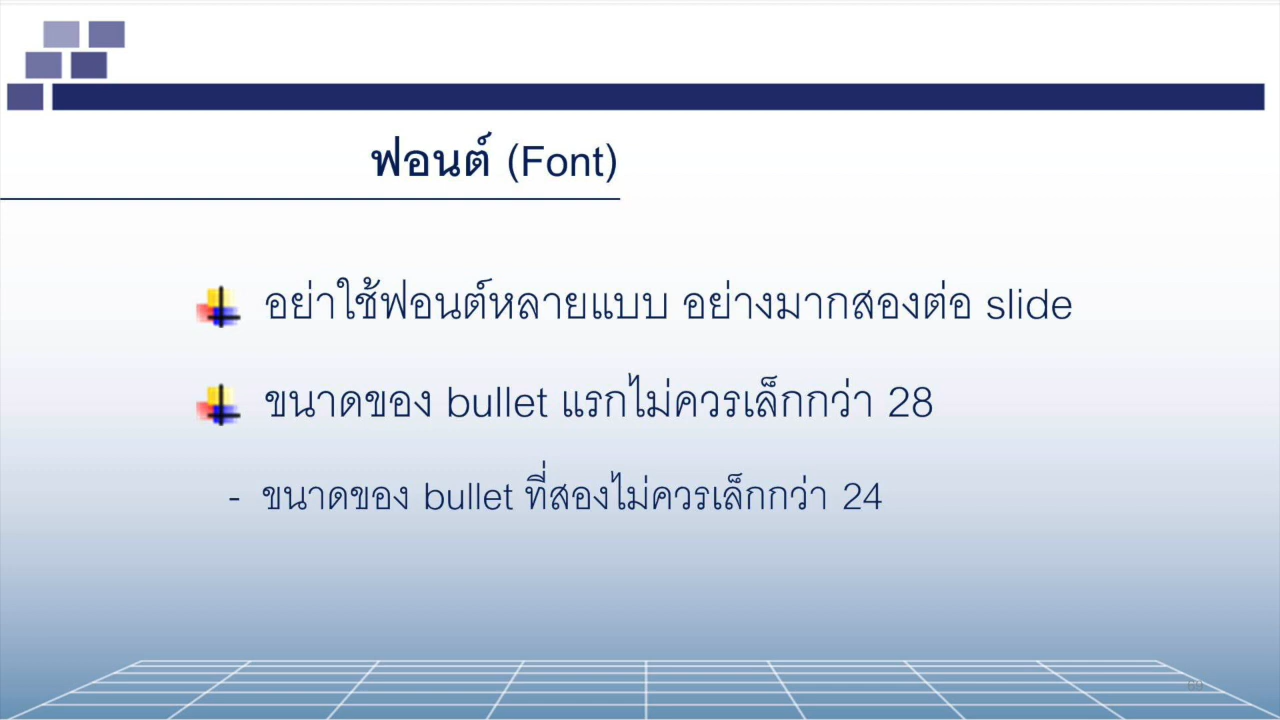 ฟอนต์ (Font)
อย่าใช้ฟอนต์หลายแบบ อย่างมากสองต่อ slide
ขนาดของ bullet แรกไม่ควรเล็กกว่า 28
- ขนาดของ bullet ที่สองไม่ควรเล็กกว่า 24